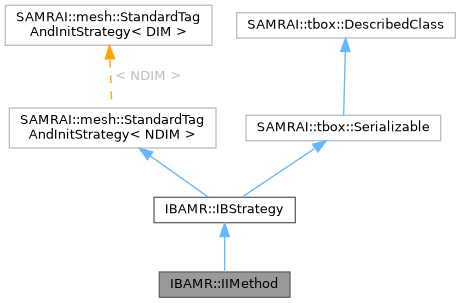 SAMRAI::mesh::StandardTag
AndInitStrategy< DIM >
SAMRAI::tbox::DescribedClass
< NDIM >
SAMRAI::mesh::StandardTag
AndInitStrategy< NDIM >
SAMRAI::tbox::Serializable
IBAMR::IBStrategy
IBAMR::IIMethod